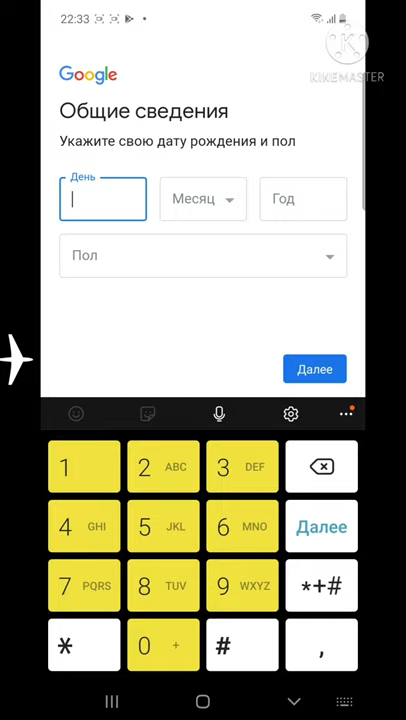 22:33
KINEMASTER
Google
Общие сведения
Укажите свою дату рождения и пол
День
Месяц
Год
Пол
Далее
1
2 ABC
3 DEF
4 GHI
5 JKL
6 MNO
Далее
7 PQRS
8 TUV
9 WXYZ
*+#
*
0 +
#
,